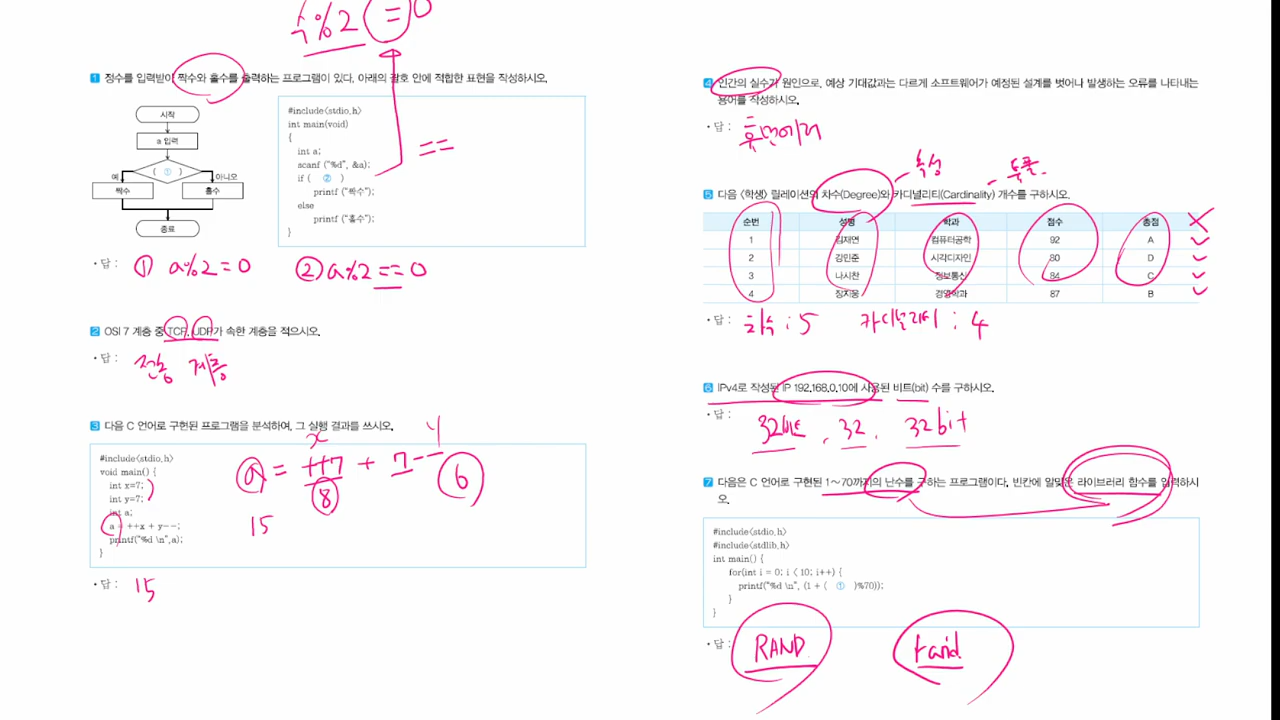 수%2 == 0
1 정수를 입력받아 짝수와 홀수를 출력하는 프로그램이 있다. 아래의 괄호 안에 적합한 표현을 작성하시오.
시작
a 입력
예
( ① )
아니오
짝수
홀수
종료
#include<stdio.h>
int main(void)
{
int a;
scanf ("%d", &a);
if ( ② )
printf ("짝수");
else
printf ("홀수");
}
==
• 답 : ① a%2=0 ② a%2==0
2 OSI 7 계층 중 TCP, UDP가 속한 계층을 적으시오.
• 답 : 전송 계층
3 다음 C 언어로 구현된 프로그램을 분석하여, 그 실행 결과를 쓰시오.
#include<stdio.h>
void main() {
int x=7;
int y=7;
int a;
a = ++x + y--;
printf("%d \n",a);
}
x y
a = ++7 + 7--
8 6
15
• 답 : 15
4 인간의 실수가 원인으로, 예상 기대값과는 다르게 소프트웨어가 예정된 설계를 벗어나 발생하는 오류를 나타내는
용어를 작성하시오.
• 답 : 휴먼에러
속성 튜플
5 다음 <학생> 릴레이션의 차수(Degree)와 카디널리티(Cardinality) 개수를 구하시오.
순번 성명 학과 점수 총점
1 김재연 컴퓨터공학 92 A
2 강민준 시각디자인 80 D
3 나시찬 정보통신 84 C
4 장지웅 경영학과 87 B
• 답 : 차수 : 5 카디널리티 : 4
6 IPv4로 작성된 IP 192.168.0.10에 사용된 비트(bit) 수를 구하시오.
• 답 : 32비트, 32, 32bit
7 다음은 C 언어로 구현된 1~70까지의 난수를 구하는 프로그램이다. 빈칸에 알맞은 라이브러리 함수를 입력하시
오.
#include<stdio.h>
#include<stdlib.h>
int main() {
for(int i = 0; i < 10; i++) {
printf("%d \n", (1 + ( ① )%70));
}
}
• 답 : RAND rand